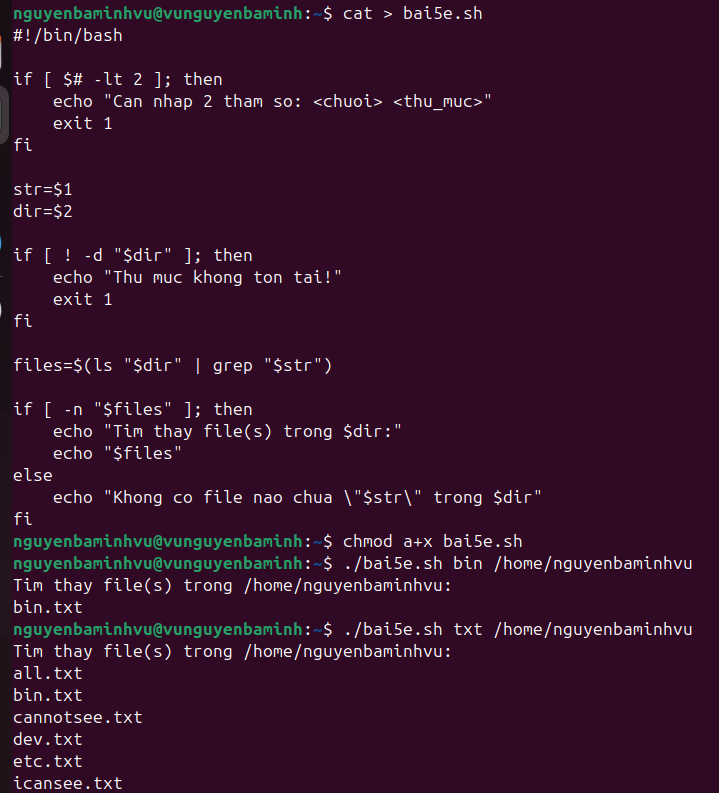 nguyenbaminhvu@vunguyenbaminh:~$ cat > bai5e.sh
#!/bin/bash

if [ $# -lt 2 ]; then
    echo "Can nhap 2 tham so: <chuoi> <thu_muc>"
    exit 1
fi

str=$1
dir=$2

if [ ! -d "$dir" ]; then
    echo "Thu muc khong ton tai!"
    exit 1
fi

files=$(ls "$dir" | grep "$str")

if [ -n "$files" ]; then
    echo "Tim thay file(s) trong $dir:"
    echo "$files"
else
    echo "Khong co file nao chua \"$str\" trong $dir"
fi
nguyenbaminhvu@vunguyenbaminh:~$ chmod a+x bai5e.sh
nguyenbaminhvu@vunguyenbaminh:~$ ./bai5e.sh bin /home/nguyenbaminhvu
Tim thay file(s) trong /home/nguyenbaminhvu:
bin.txt
nguyenbaminhvu@vunguyenbaminh:~$ ./bai5e.sh txt /home/nguyenbaminhvu
Tim thay file(s) trong /home/nguyenbaminhvu:
all.txt
bin.txt
cannotsee.txt
dev.txt
etc.txt
icansee.txt